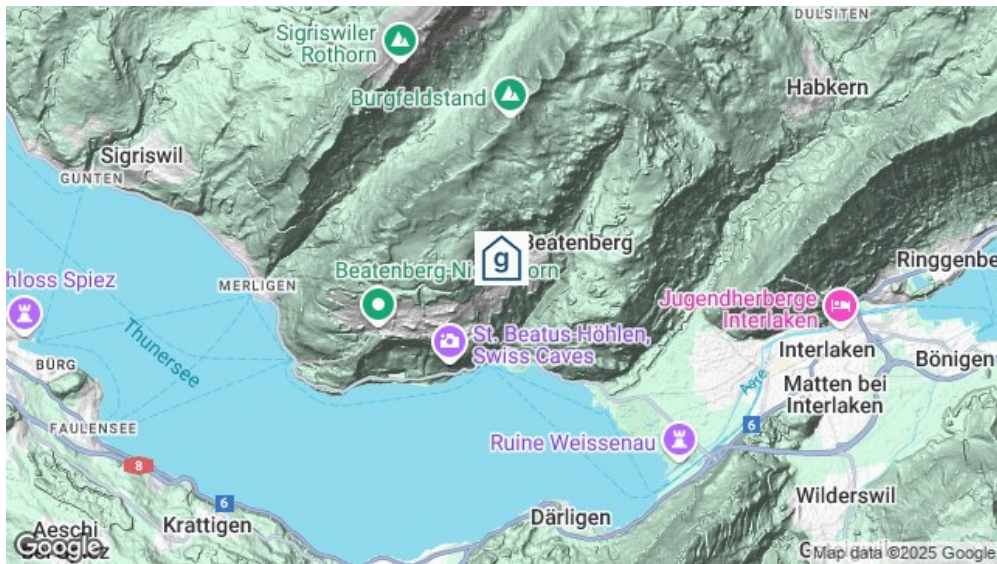 DULSITEN
Sigriswiler
Rothorn
Habkern
Burgfeldstand
Sigriswil
GUNTEN
Beatenberg
g
Ringgenbe
Beatenberg-Ni
orn
MERLIGEN
hloss Spiez
Jugendherberge
Interlaken
Thunersee
St. Beatus-Höhlen,
Swiss Caves
Interlaken
Bönigen
BÜRG
Aare
Matten bei
Interlaken
FAULENSEE
6
Ruine Weissenau
8
6
Wilderswil
Krattigen
Därligen
Aeschi
Google
Map data ©2025 Google